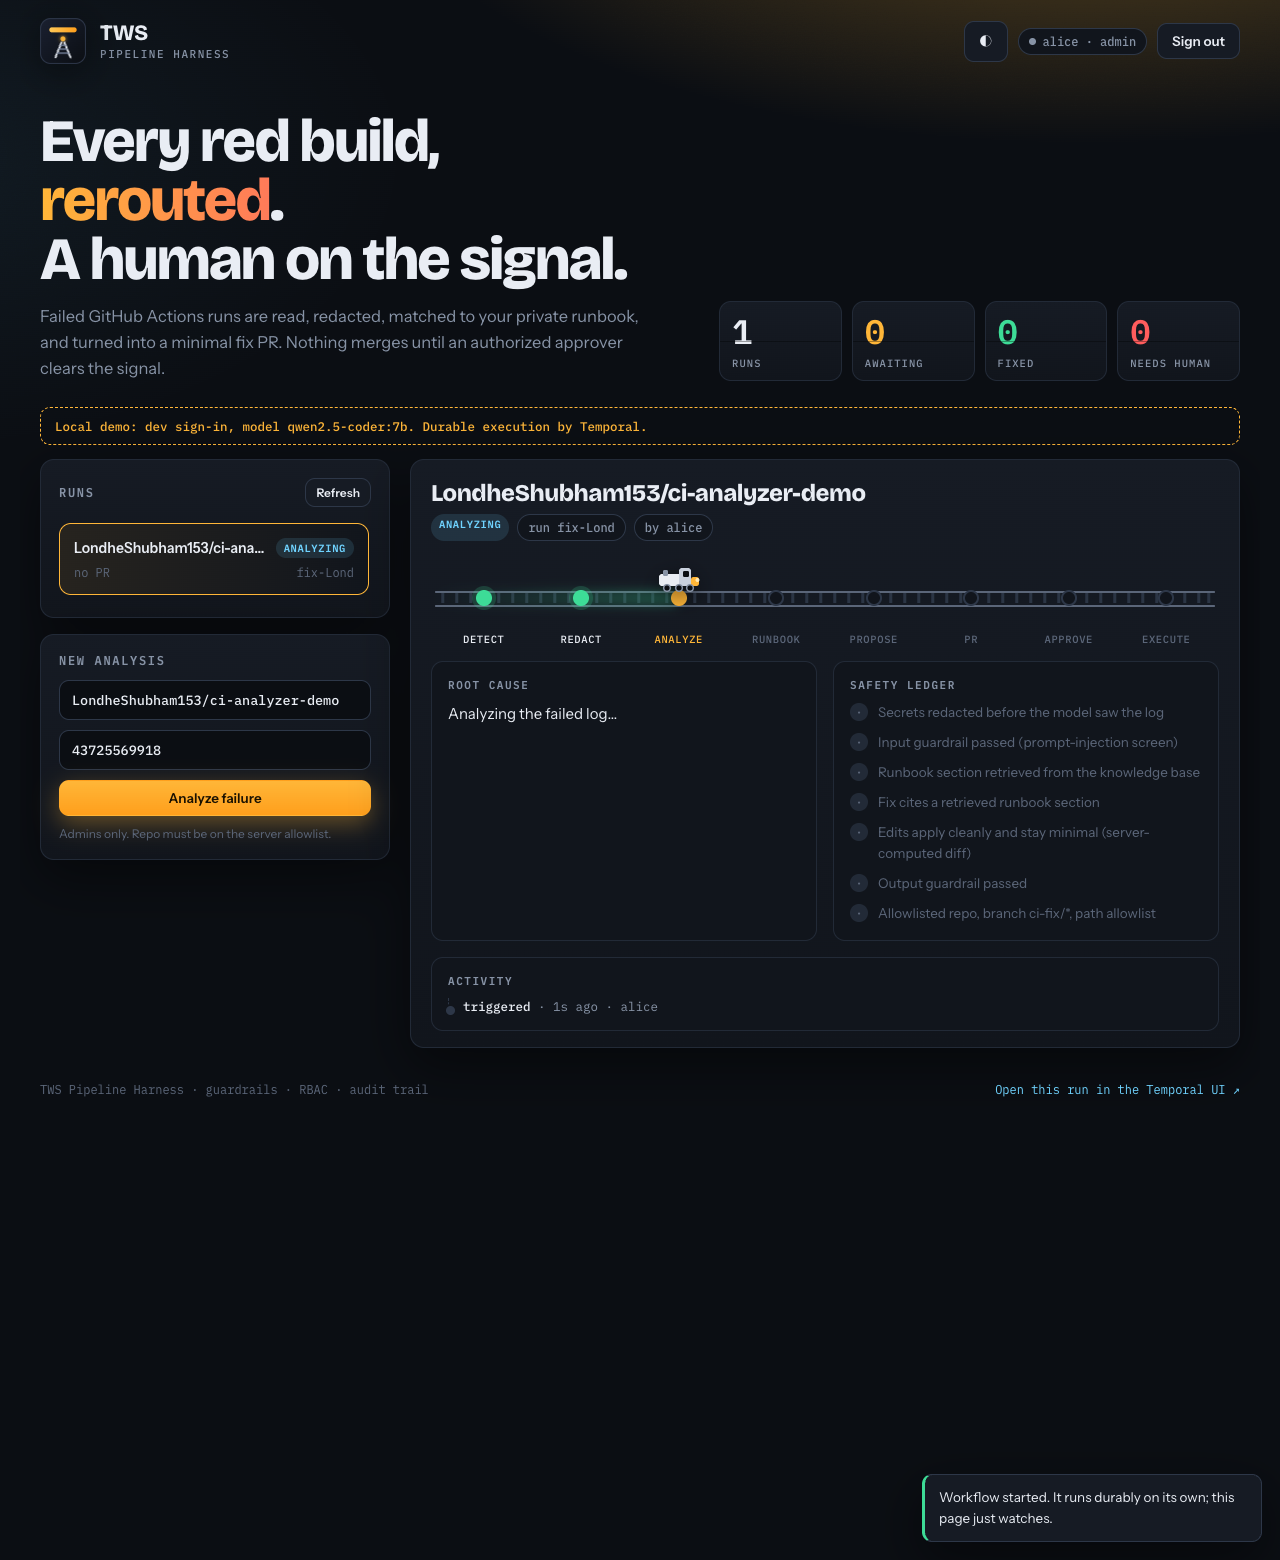 TWS
PIPELINE HARNESS
alice · admin
Sign out
Every red build,
rerouted.
A human on the signal.
Failed GitHub Actions runs are read, redacted, matched to your private runbook,
and turned into a minimal fix PR. Nothing merges until an authorized approver
clears the signal.
1
RUNS
0
AWAITING
0
FIXED
0
NEEDS HUMAN
Local demo: dev sign-in, model qwen2.5-coder:7b. Durable execution by Temporal.
RUNS
Refresh
LondheShubham153/ci-ana...
ANALYZING
no PR
fix-Lond
NEW ANALYSIS
LondheShubham153/ci-analyzer-demo
43725569918
Analyze failure
Admins only. Repo must be on the server allowlist.
LondheShubham153/ci-analyzer-demo
ANALYZING
run fix-Lond
by alice
DETECT
REDACT
ANALYZE
RUNBOOK
PROPOSE
PR
APPROVE
EXECUTE
ROOT CAUSE
Analyzing the failed log...
SAFETY LEDGER
Secrets redacted before the model saw the log
Input guardrail passed (prompt-injection screen)
Runbook section retrieved from the knowledge base
Fix cites a retrieved runbook section
Edits apply cleanly and stay minimal (server-
computed diff)
Output guardrail passed
Allowlisted repo, branch ci-fix/*, path allowlist
ACTIVITY
triggered · 1s ago · alice
TWS Pipeline Harness · guardrails · RBAC · audit trail
Open this run in the Temporal UI ↗
Workflow started. It runs durably on its own; this
page just watches.